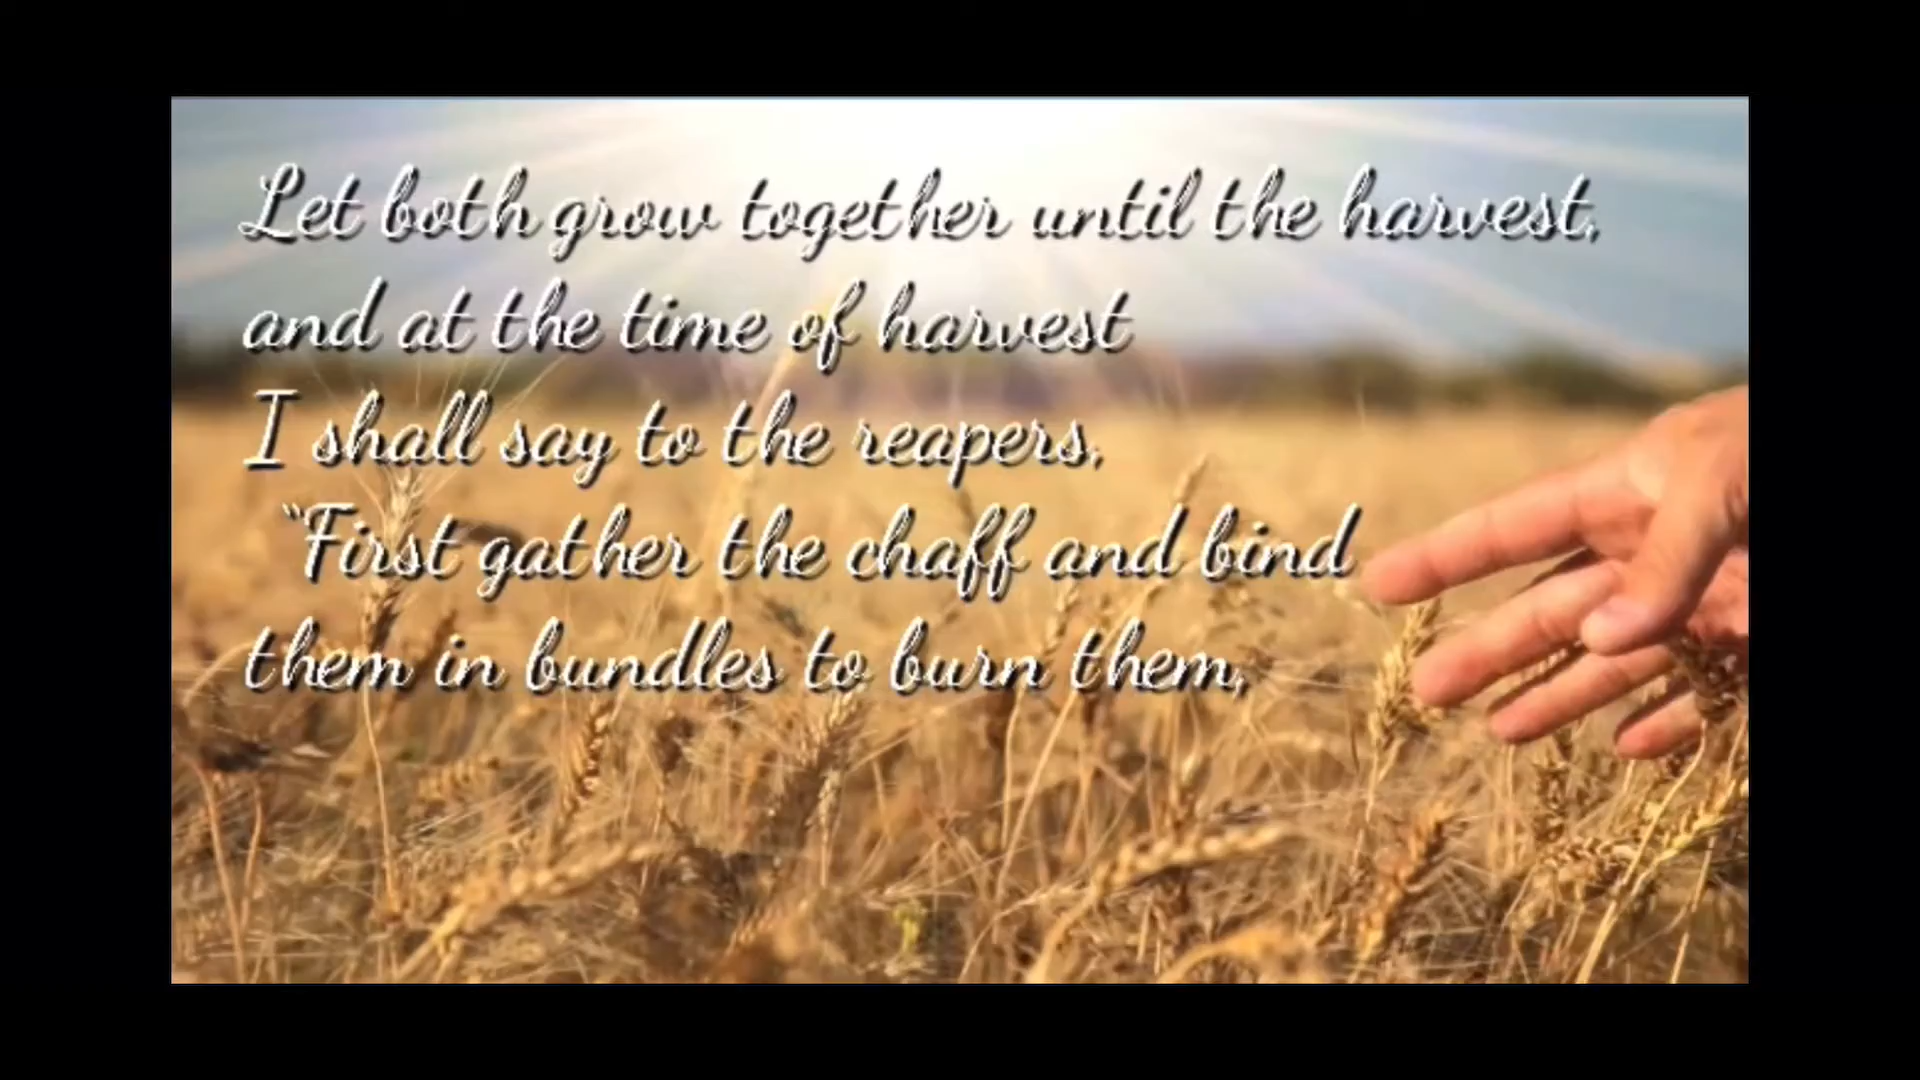 Let both grow together until the harvest,
and at the time of harvest
I shall say to the reapers,
“First gather the chaff and bind
them in bundles to burn them,